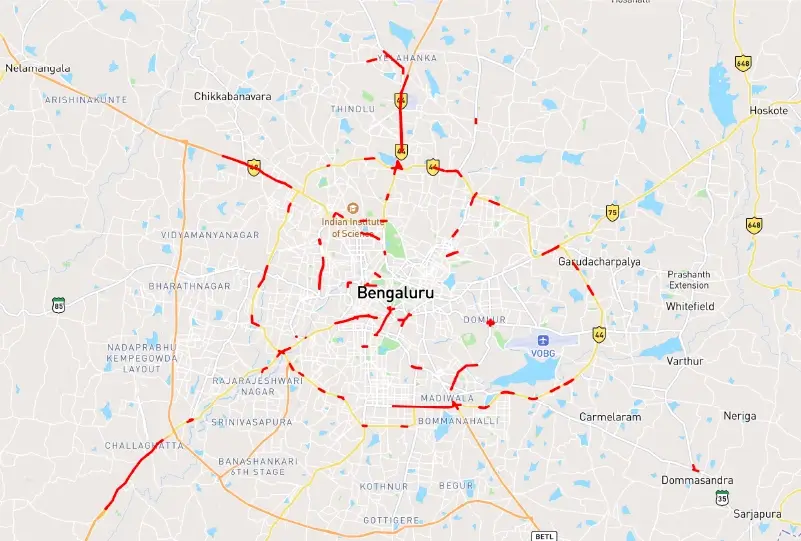 Hosahalli
YELAHANKA
Nelamangala
648
ARISHINAKUNTE
Chikkabanavara
44
THINDLU
Hoskote
44
48
44
Indian Institute
of Science
75
648
VIDYAMANYANAGAR
Garudacharpalya
Prashanth
Extension
BHARATHNAGAR
Bengaluru
85
Whitefield
DOMLUR
44
VOBG
NADAPRABHU
KEMPEGOWDA
LAYOUT
Varthur
RAJARAJESHWARI
NAGAR
MADIWALA
Carmelaram
Neriga
SRINIVASAPURA
BOMMANAHALLI
CHALLAGHATTA
BANASHANKARI
6TH STAGE
Dommasandra
KOTHNUR
BEGUR
35
Sarjapura
GOTTIGERE
BETL